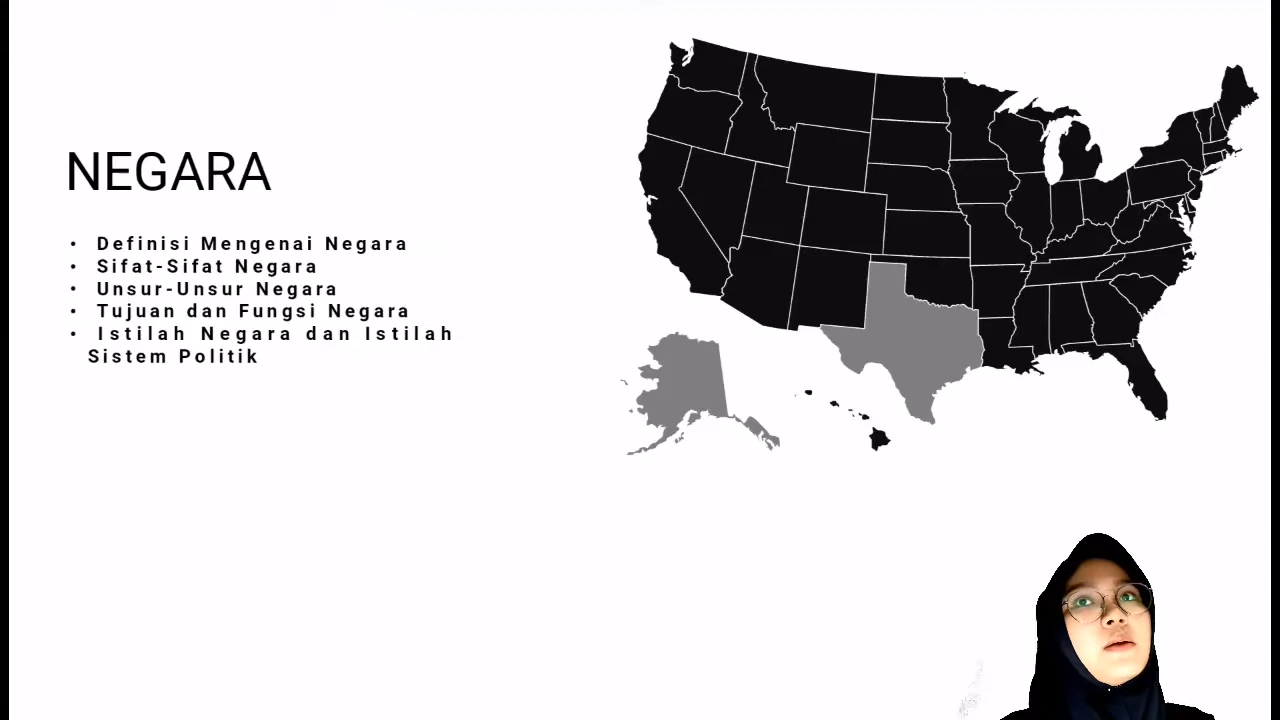 NEGARA
• Definisi Mengenai Negara
• Sifat-Sifat Negara
• Unsur-Unsur Negara
• Tujuan dan Fungsi Negara
• Istilah Negara dan Istilah
Sistem Politik